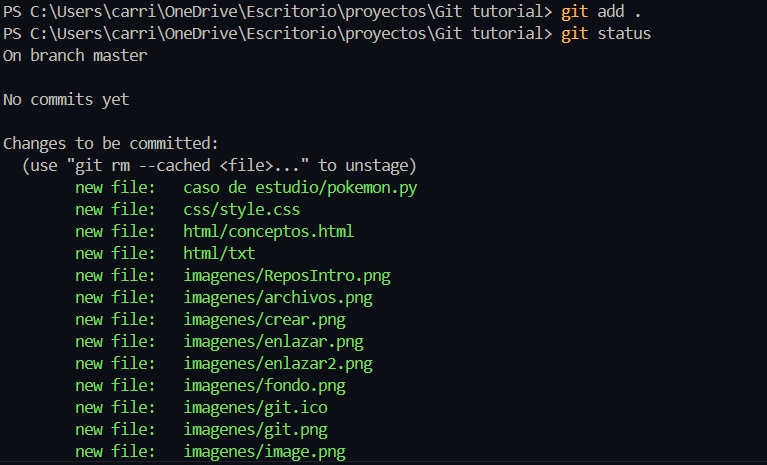 PS C:\Users\carri\OneDrive\Escritorio\proyectos\Git tutorial> git add .
PS C:\Users\carri\OneDrive\Escritorio\proyectos\Git tutorial> git status
On branch master

No commits yet

Changes to be committed:
  (use "git rm --cached <file>..." to unstage)
        new file:   caso de estudio/pokemon.py
        new file:   css/style.css
        new file:   html/conceptos.html
        new file:   html/txt
        new file:   imagenes/ReposIntro.png
        new file:   imagenes/archivos.png
        new file:   imagenes/crear.png
        new file:   imagenes/enlazar.png
        new file:   imagenes/enlazar2.png
        new file:   imagenes/fondo.png
        new file:   imagenes/git.ico
        new file:   imagenes/git.png
        new file:   imagenes/image.png